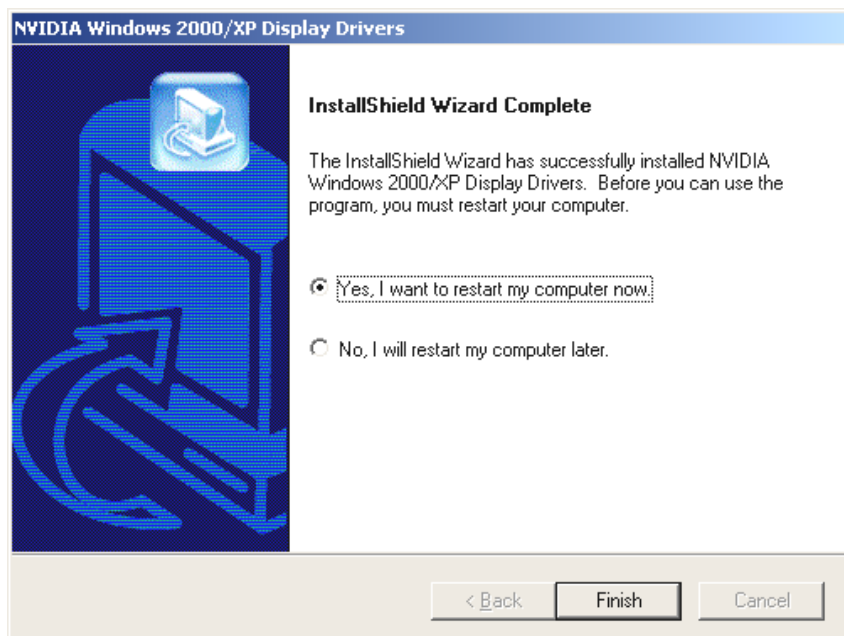 NVIDIA Windows 2000/XP Display Drivers
InstallShield Wizard Complete
The InstallShield Wizard has successfully installed NVIDIA
Windows 2000/XP Display Drivers. Before you can use the
program, you must restart your computer.
Yes, I want to restart my computer now.
No, I will restart my computer later.
< Back Finish Cancel